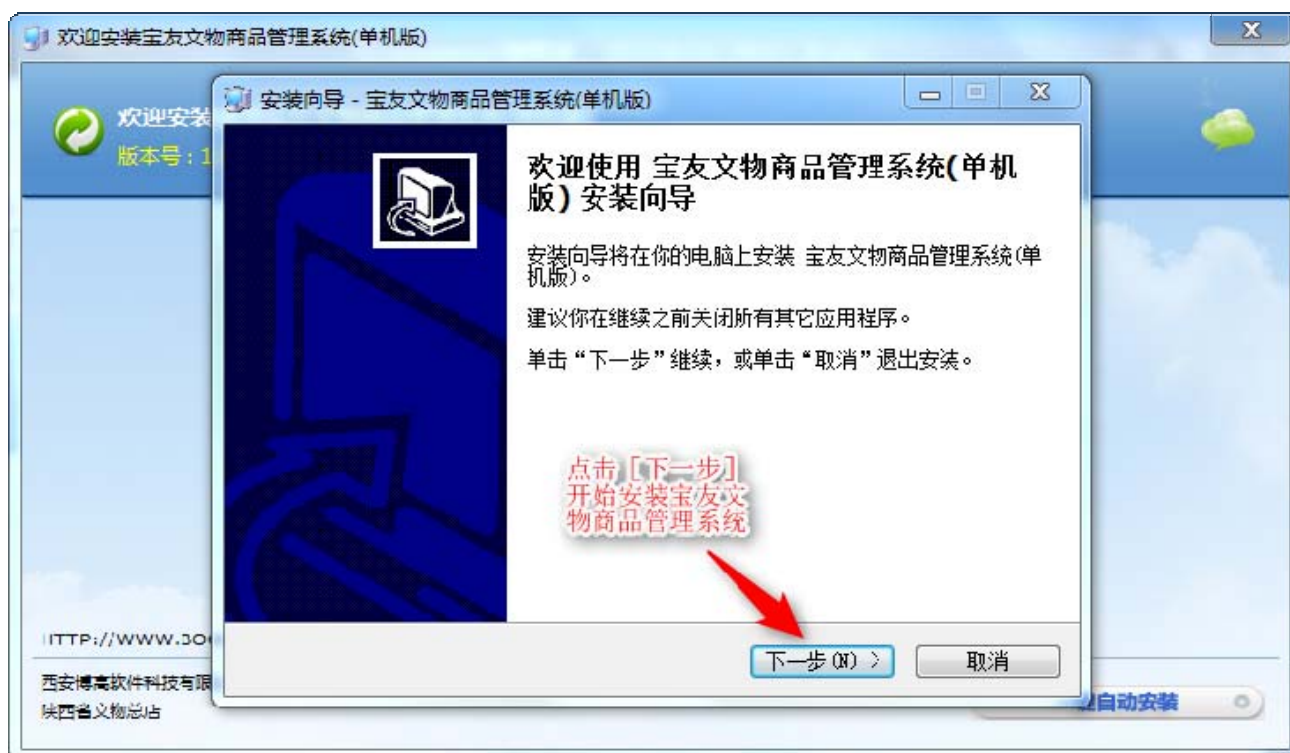 欢迎安装宝友文物商品管理系统(单机版)
安装向导 - 宝友文物商品管理系统(单机版)
欢迎安装
版本号：1
欢迎使用 宝友文物商品管理系统(单机
版) 安装向导
安装向导将在你的电脑上安装 宝友文物商品管理系统(单
机版)。
建议你在继续之前关闭所有其它应用程序。
单击“下一步”继续，或单击“取消”退出安装。
点击［下一步］
开始安装宝友文
物商品管理系统
HTTP://WWW.BO
下一步(N) >
取消
西安博高软件科技有限
陕西省文物总店
自动安装